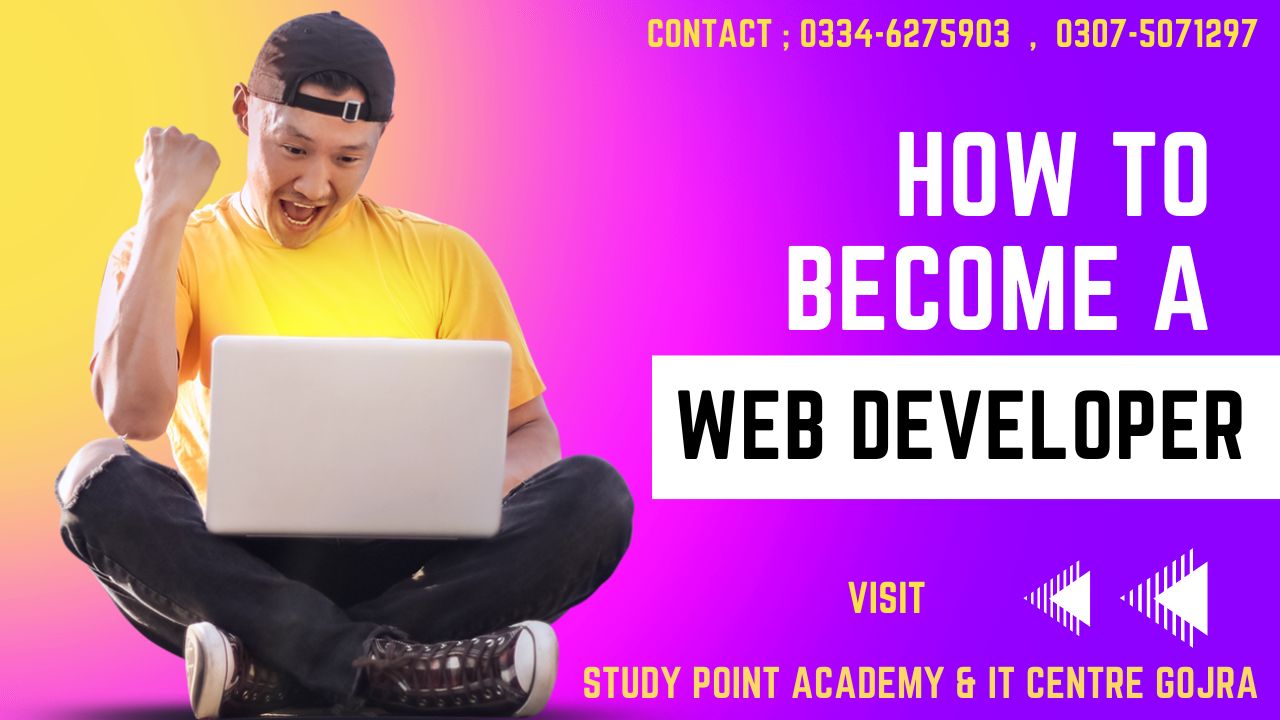 CONTACT ; 0334-6275903 , 0307-5071297
HOW TO
BECOME A
WEB DEVELOPER
VISIT
STUDY POINT ACADEMY & IT CENTRE GOJRA